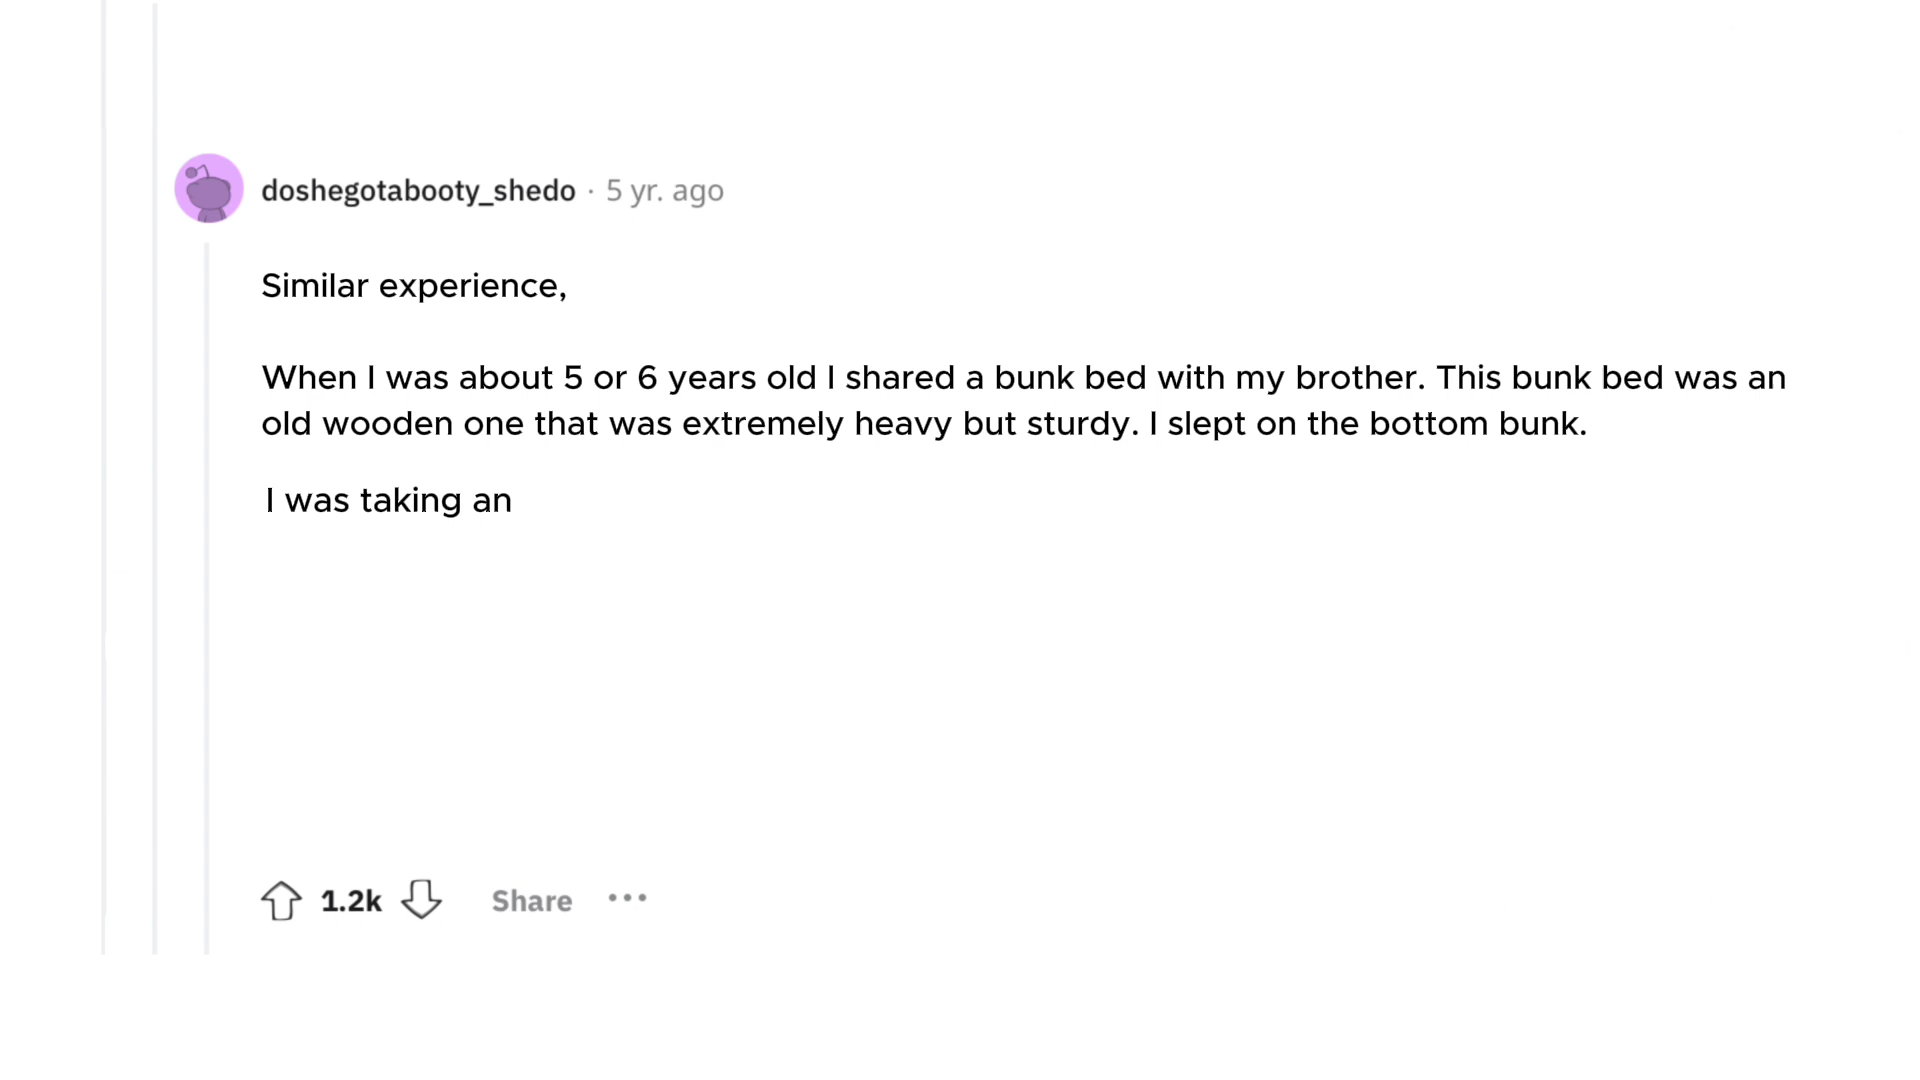 doshegotabooty_shedo · 5 yr. ago
Similar experience,
When I was about 5 or 6 years old I shared a bunk bed with my brother. This bunk bed was an
old wooden one that was extremely heavy but sturdy. I slept on the bottom bunk.
I was taking an
1.2k Share ···